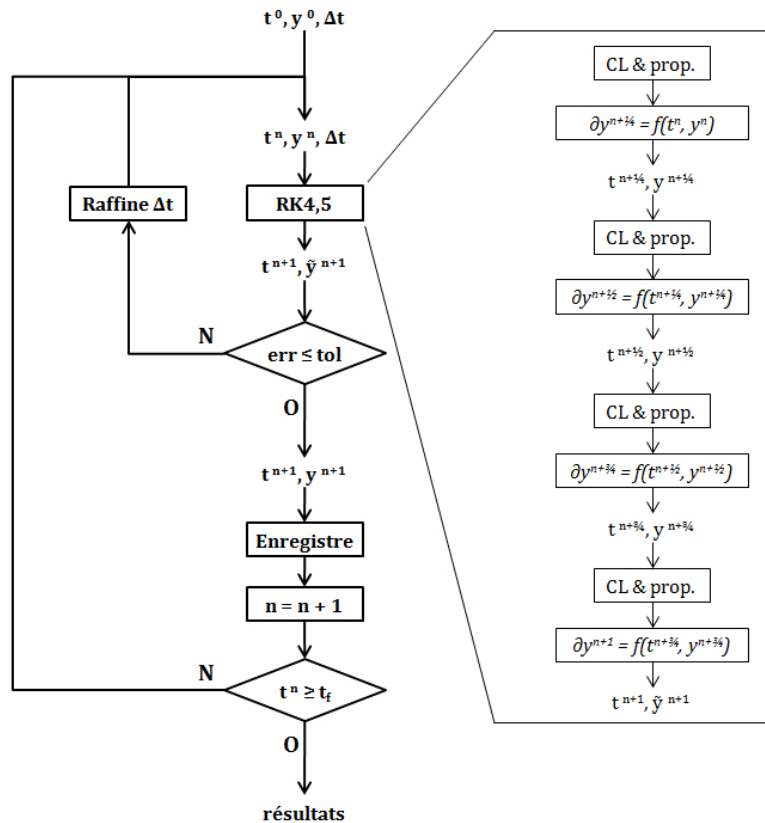 t⁰, y⁰, Δt
tⁿ, yⁿ, Δt
Raffine Δt
RK4,5
tⁿ⁺¹, ỹⁿ⁺¹
N
err ≤ tol
O
tⁿ⁺¹, yⁿ⁺¹
Enregistre
n = n + 1
N
tⁿ ≥ t_f
O
résultats
CL & prop.
∂yⁿ⁺¼ = f(tⁿ, yⁿ)
tⁿ⁺¼, yⁿ⁺¼
CL & prop.
∂yⁿ⁺½ = f(tⁿ⁺¼, yⁿ⁺¼)
tⁿ⁺½, yⁿ⁺½
CL & prop.
∂yⁿ⁺¾ = f(tⁿ⁺½, yⁿ⁺½)
tⁿ⁺¾, yⁿ⁺¾
CL & prop.
∂yⁿ⁺¹ = f(tⁿ⁺¾, yⁿ⁺¾)
tⁿ⁺¹, ỹⁿ⁺¹